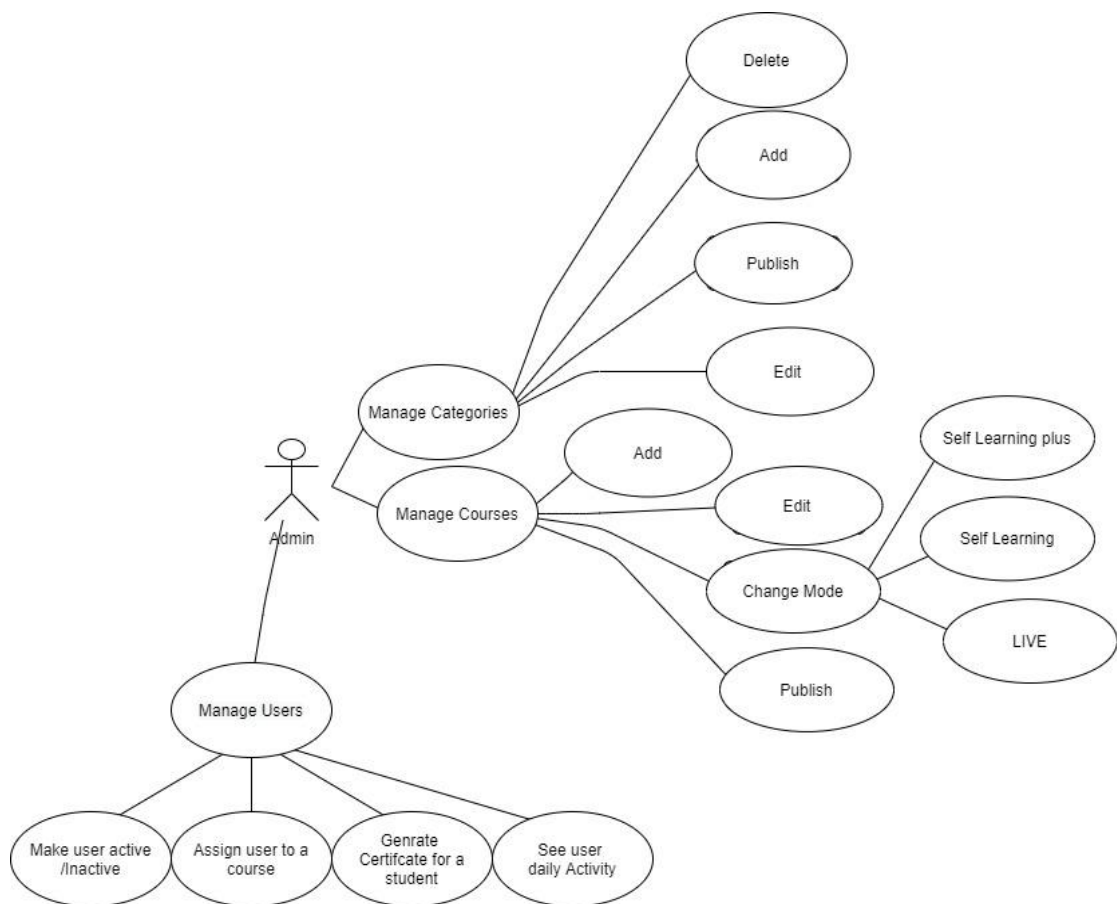 Delete
Add
Publish
Edit
Manage Categories
Self Learning plus
Add
Manage Courses
Edit
Admin
Self Learning
Change Mode
LIVE
Publish
Manage Users
Make user active
/Inactive
Assign user to a
course
Genrate
Certifcate for a
student
See user
daily Activity